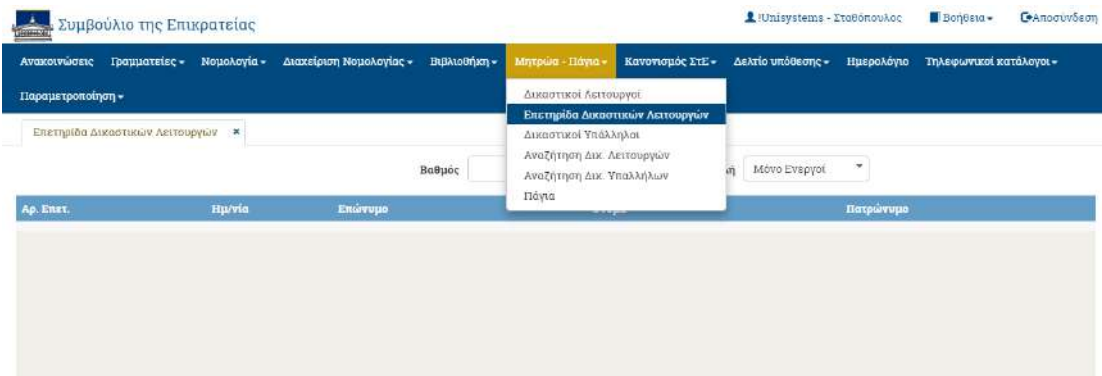 Συμβούλιο της Επικρατείας
!Unisystems - Σταθόπουλος Βοήθεια Αποσύνδεση
Ανακοινώσεις Γραμματείες Νομολογία Διαχείριση Νομολογίας Βιβλιοθήκη Μητρώα - Πάγια Κανονισμός ΣτΕ Δελτίο υπόθεσης Ημερολόγιο Τηλεφωνικοί κατάλογοι
Παραμετροποίηση
Δικαστικοί Λειτουργοί
Επετηρίδα Δικαστικών Λειτουργών
Δικαστικοί Υπάλληλοι
Αναζήτηση Δικ. Λειτουργών
Αναζήτηση Δικ. Υπαλλήλων
Πάγια
Επετηρίδα Δικαστικών Λειτουργών ×
Βαθμός Μόνο Ενεργοί
Αρ. Επετ. Ημ/νία Επώνυμο Πατρώνυμο